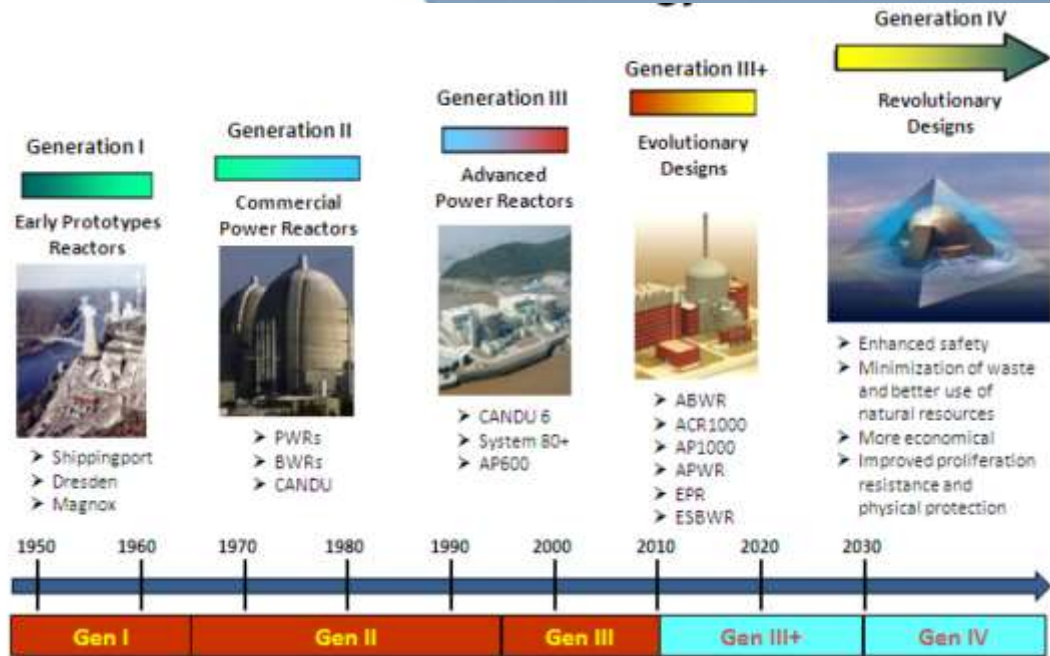 Generation I
Early Prototypes
Reactors
➤ Shippingport
➤ Dresden
➤ Magnox
Generation II
Commercial
Power Reactors
➤ PWRs
➤ BWRs
➤ CANDU
Generation III
Advanced
Power Reactors
➤ CANDU 6
➤ System 80+
➤ AP600
Generation III+
Evolutionary
Designs
➤ ABWR
➤ ACR1000
➤ AP1000
➤ APWR
➤ EPR
➤ ESBWR
Generation IV
Revolutionary
Designs
➤ Enhanced safety
➤ Minimization of waste
and better use of
natural resources
➤ More economical
➤ Improved proliferation
resistance and
physical protection
1950 1960 1970 1980 1990 2000 2010 2020 2030
Gen I Gen II Gen III Gen III+ Gen IV